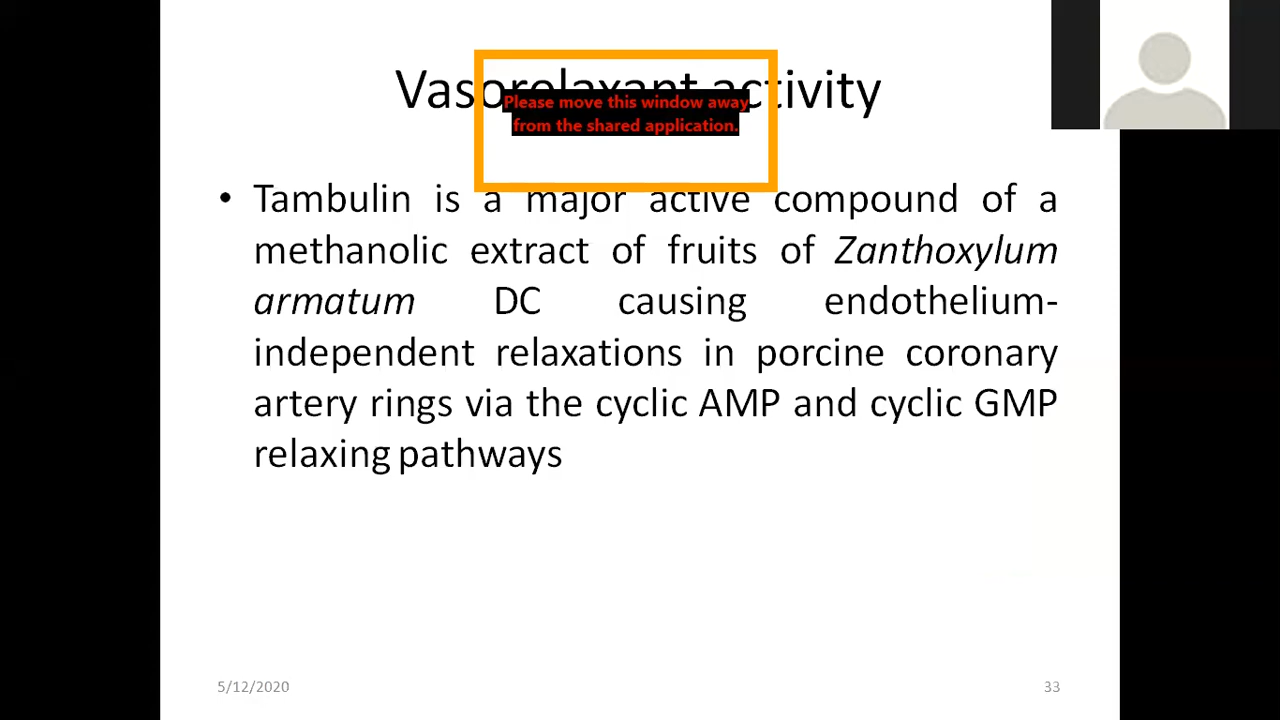 Vasorelaxant activity
Please move this window away
from the shared application.
• Tambulin is a major active compound of a
methanolic extract of fruits of Zanthoxylum
armatum DC causing endothelium-
independent relaxations in porcine coronary
artery rings via the cyclic AMP and cyclic GMP
relaxing pathways
5/12/2020
33